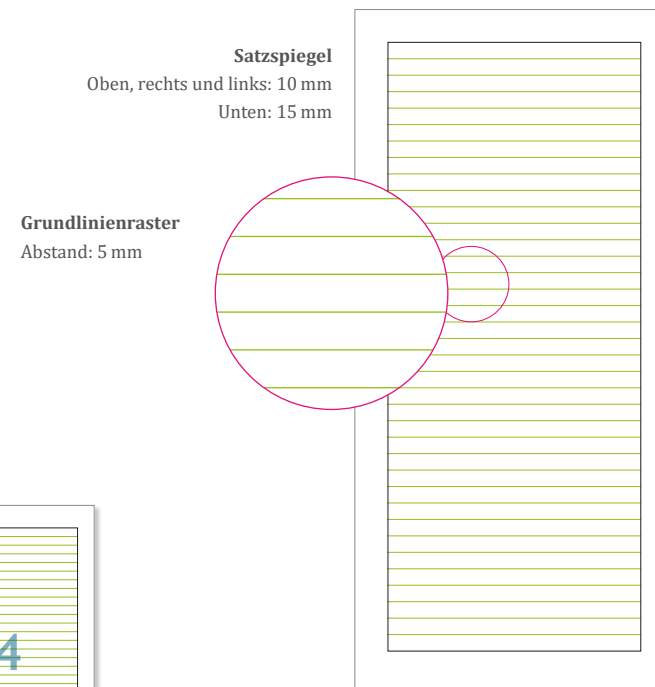 Satzspiegel
Oben, rechts und links: 10 mm
Unten: 15 mm
Grundlinienraster
Abstand: 5 mm
4